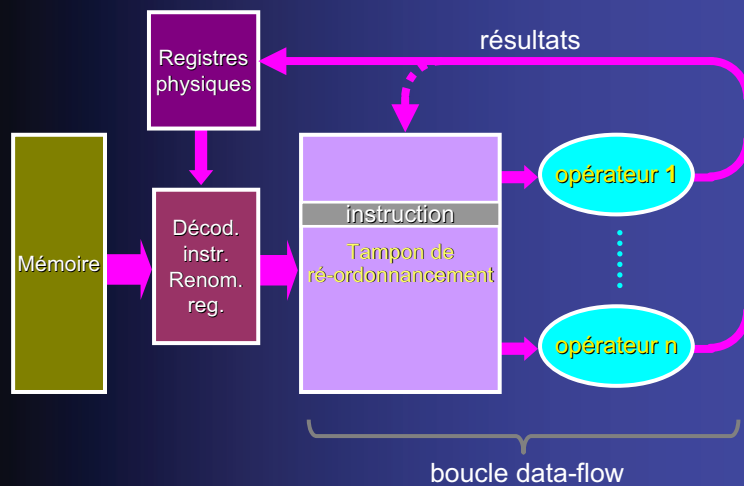 résultats
Registres
physiques
Mémoire
Décod.
instr.
Renom.
reg.
instruction
Tampon de
ré-ordonnancement
opérateur 1
opérateur n
boucle data-flow